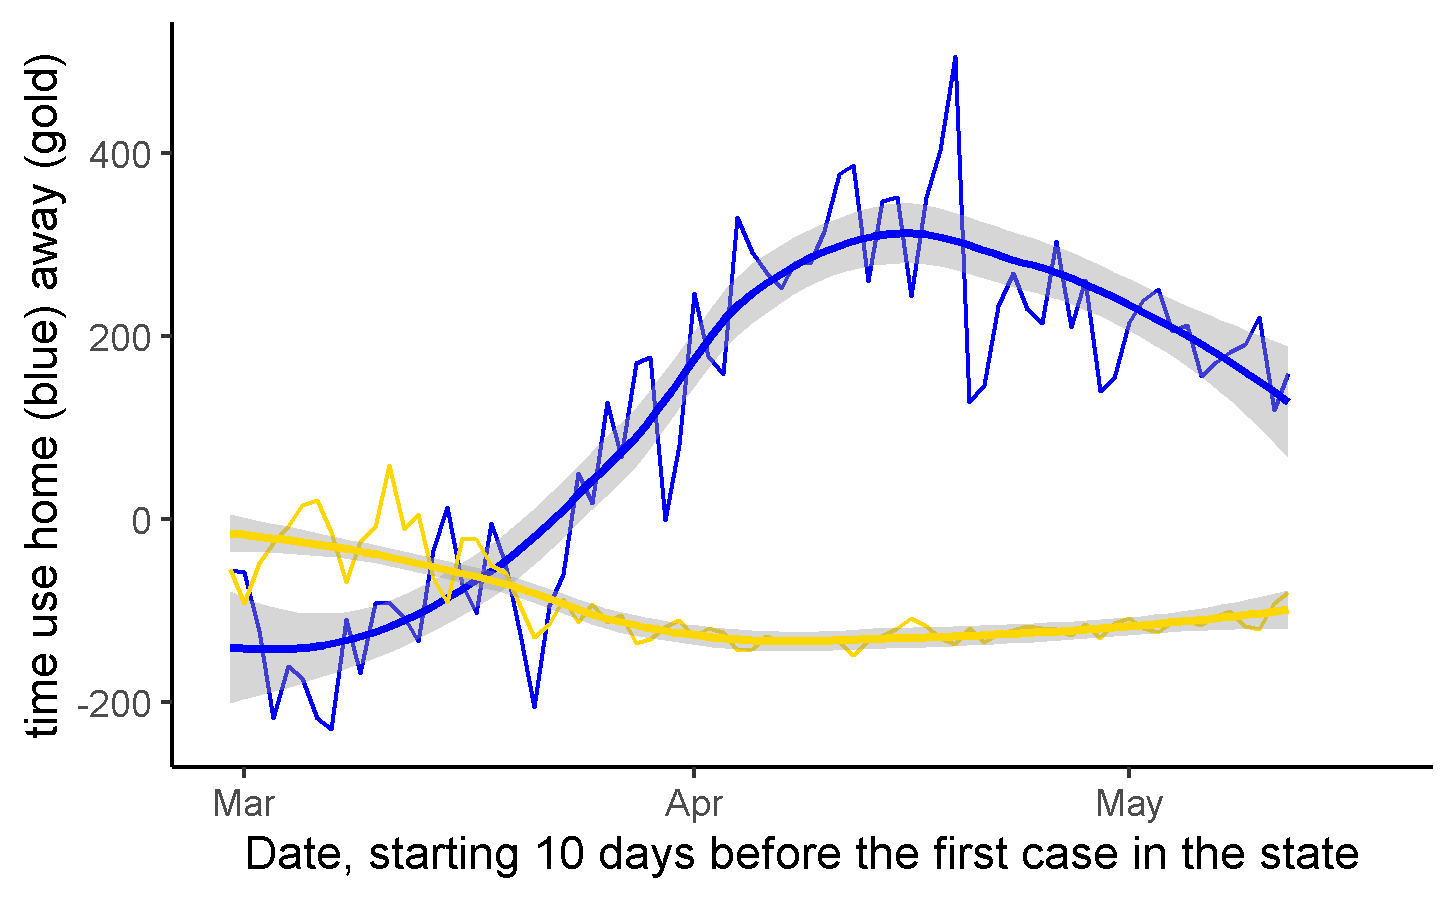 time use home (blue) away (gold)
400
200
0
-200
Mar Apr May
Date, starting 10 days before the first case in the state